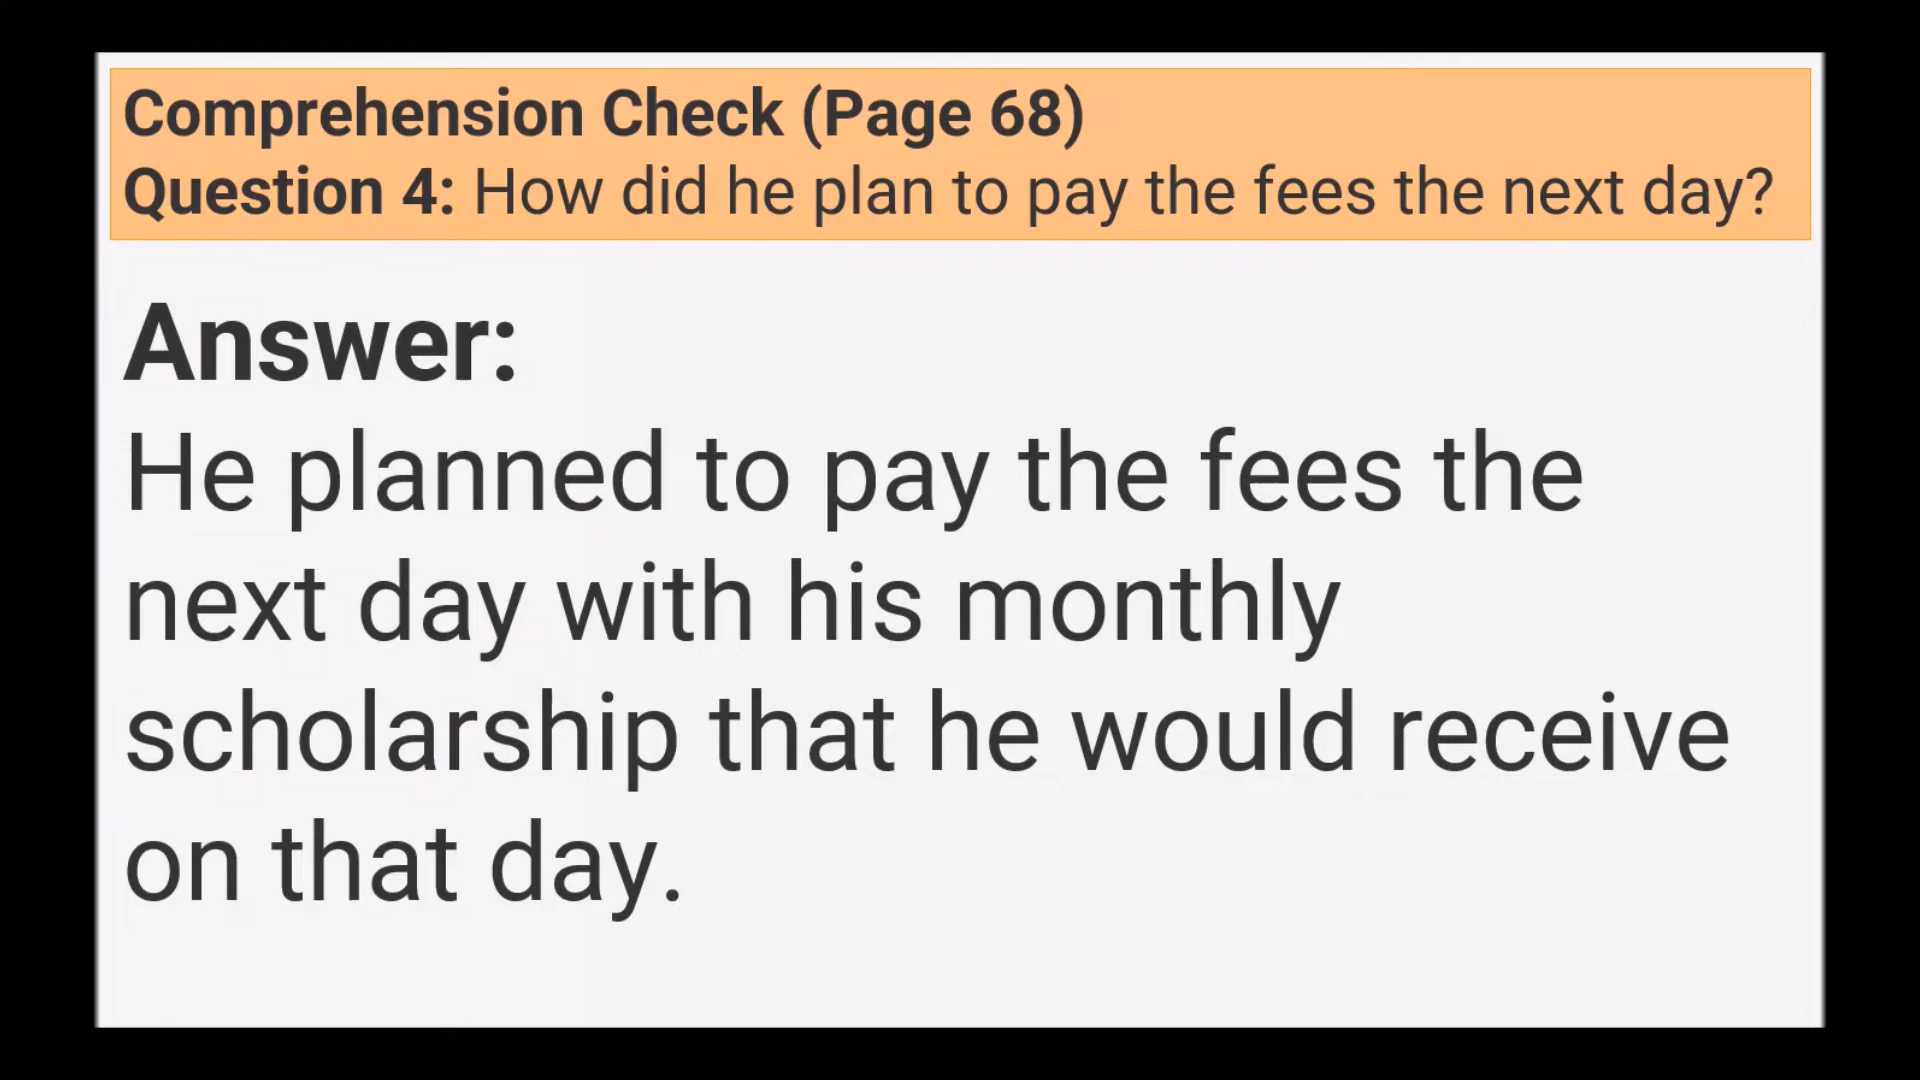 Comprehension Check (Page 68)
Question 4: How did he plan to pay the fees the next day?
Answer:
He planned to pay the fees the
next day with his monthly
scholarship that he would receive
on that day.